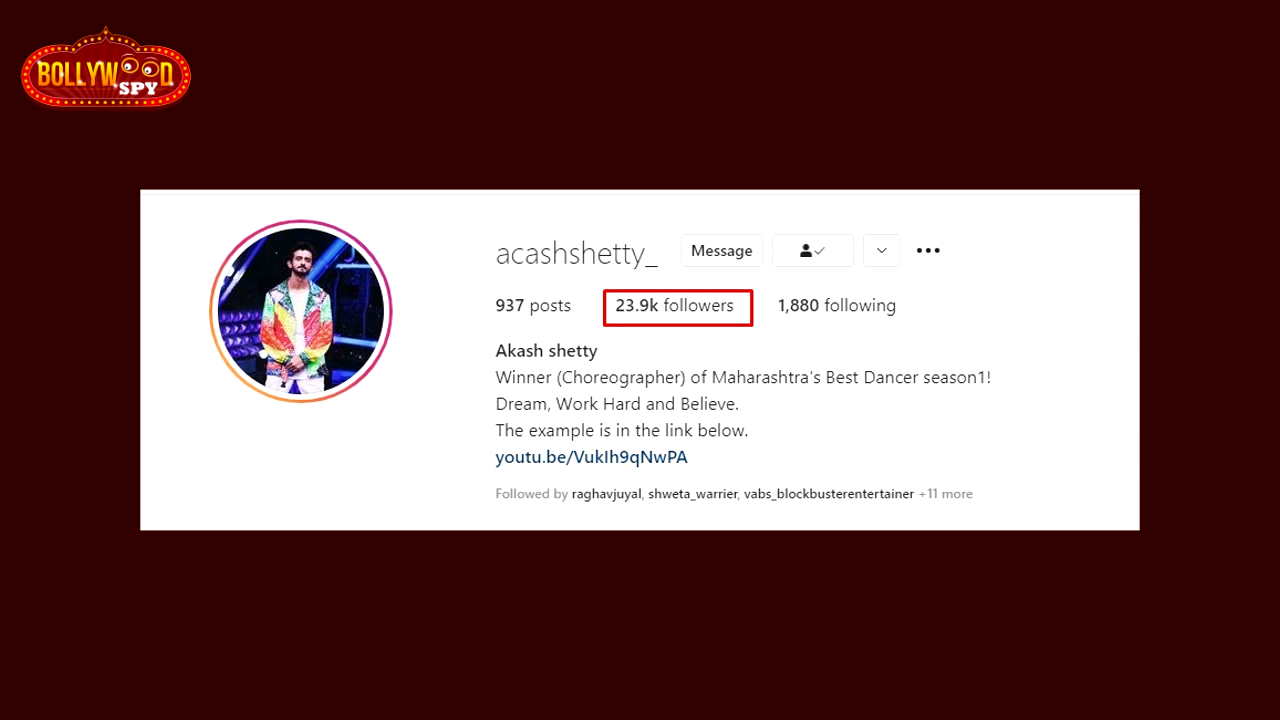 BOLLYWOOD
SPY
acashshetty_ Message
937 posts 23.9k followers 1,880 following
Akash shetty
Winner (Choreographer) of Maharashtra's Best Dancer season1!
Dream, Work Hard and Believe.
The example is in the link below.
youtu.be/VukIh9qNwPA
Followed by raghavjuyal, shweta_warrier, vabs_blockbusterentertainer +11 more